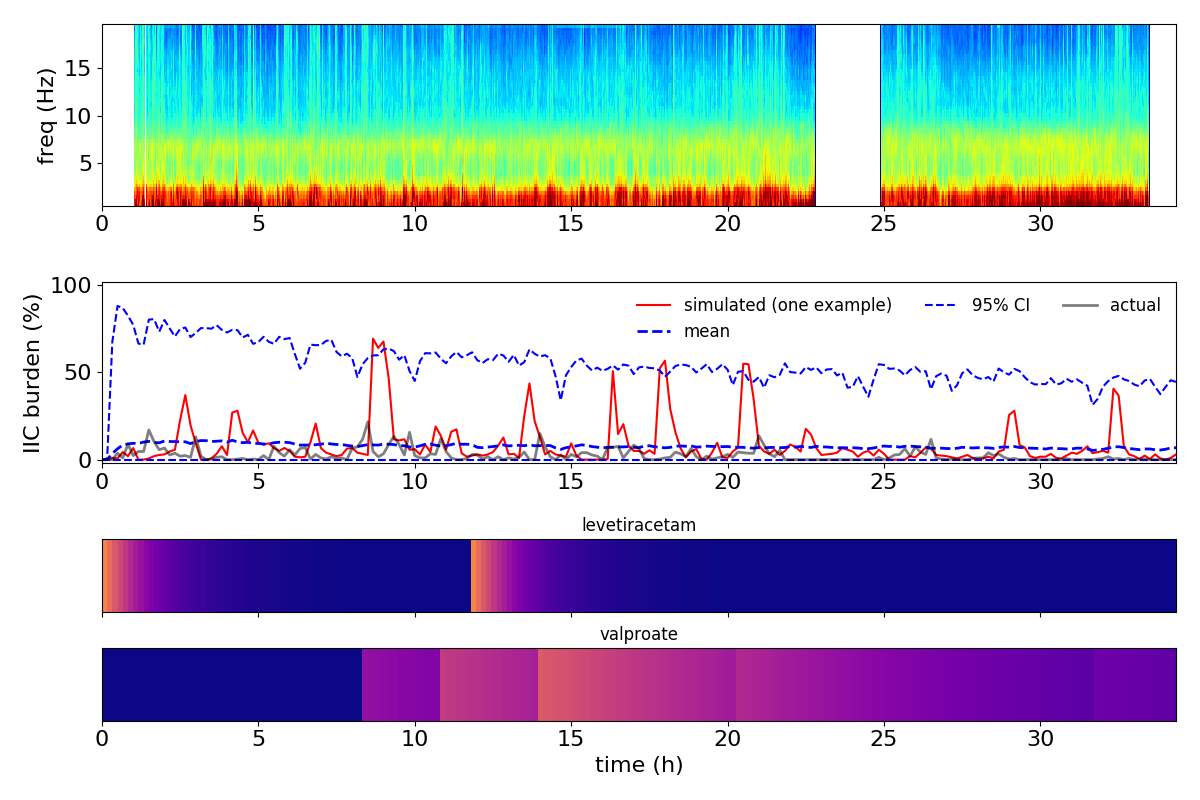 15
10
5
freq (Hz)
0 5 10 15 20 25 30
100
50
0
IIC burden (%)
simulated (one example) 95% CI actual
mean
0 5 10 15 20 25 30
levetiracetam
valproate
0 5 10 15 20 25 30
time (h)